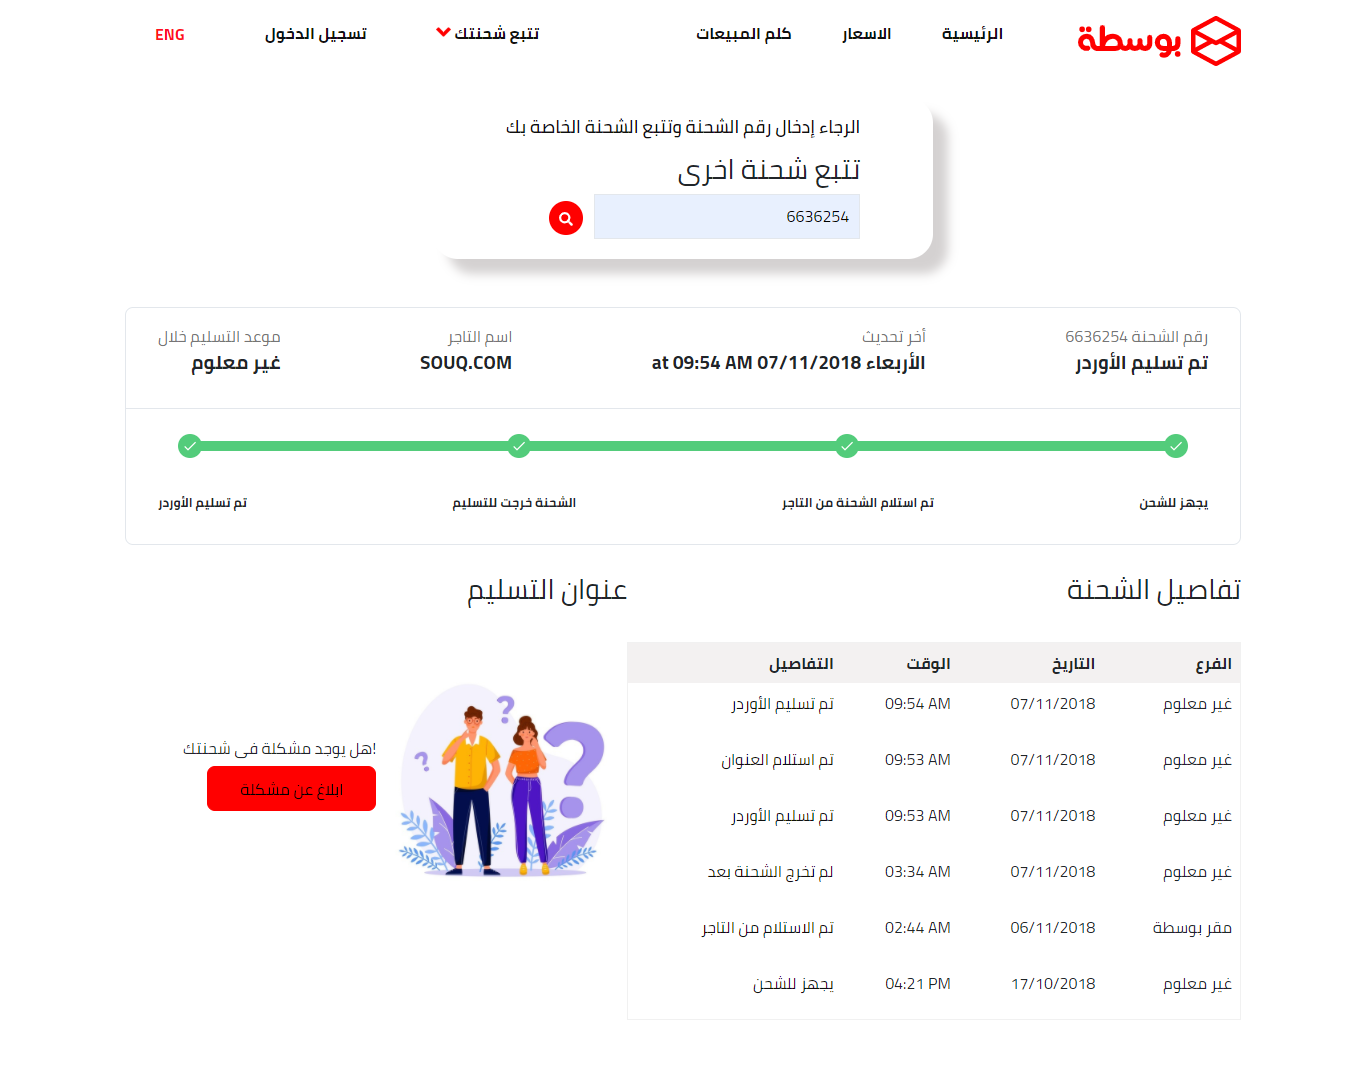 بوسطة
الرئيسية
الاسعار
كلم المبيعات
تتبع شحنتك
تسجيل الدخول
ENG
الرجاء إدخال رقم الشحنة وتتبع الشحنة الخاصة بك
تتبع شحنة اخرى
6636254
رقم الشحنة 6636254
تم تسليم الأوردر
أخر تحديث
الأربعاء 07/11/2018 at 09:54 AM
اسم التاجر
SOUQ.COM
موعد التسليم خلال
غير معلوم
يجهز للشحن
تم استلام الشحنة من التاجر
الشحنة خرجت للتسليم
تم تسليم الأوردر
تفاصيل الشحنة
الفرع التاريخ الوقت التفاصيل
غير معلوم 07/11/2018 09:54 AM تم تسليم الأوردر
غير معلوم 07/11/2018 09:53 AM تم استلام العنوان
غير معلوم 07/11/2018 09:53 AM تم تسليم الأوردر
غير معلوم 07/11/2018 03:34 AM لم تخرج الشحنة بعد
مقر بوسطة 06/11/2018 02:44 AM تم الاستلام من التاجر
غير معلوم 17/10/2018 04:21 PM يجهز للشحن
عنوان التسليم
!هل يوجد مشكلة فى شحنتك
ابلاغ عن مشكلة!